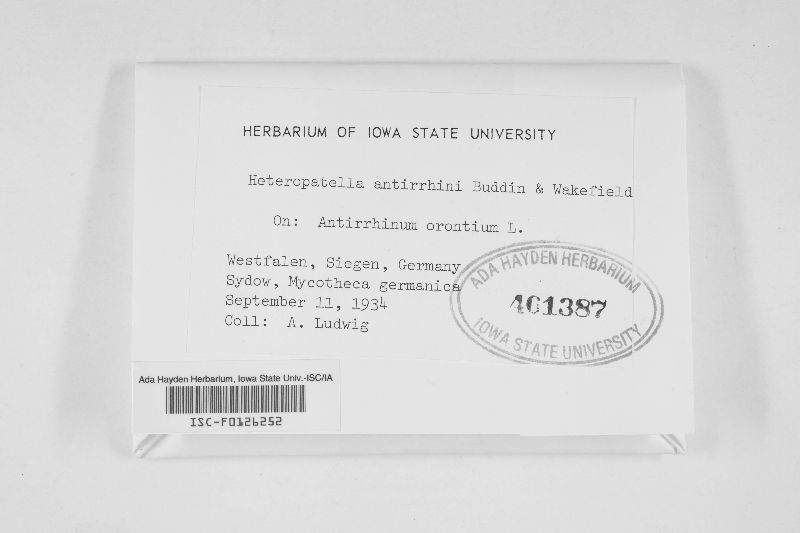 HERBARIUM OF IOWA STATE UNIVERSITY
Heteropatella antirrhini Buddin & Wakefield
On: Antirrhinum orontium L.
Westfalen, Siegen, Germany
Sydow, Mycotheca germanica
September 11, 1934
Coll: A. Ludwig
ADA HAYDEN HERBARIUM
401387
IOWA STATE UNIVERSITY
Ada Hayden Herbarium, Iowa State Univ.-ISC/IA
ISC-F0126252